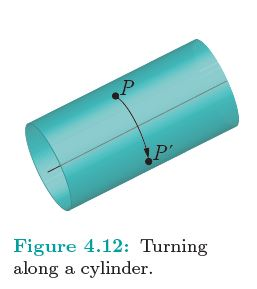 P
P′
Figure 4.12: Turning
along a cylinder.